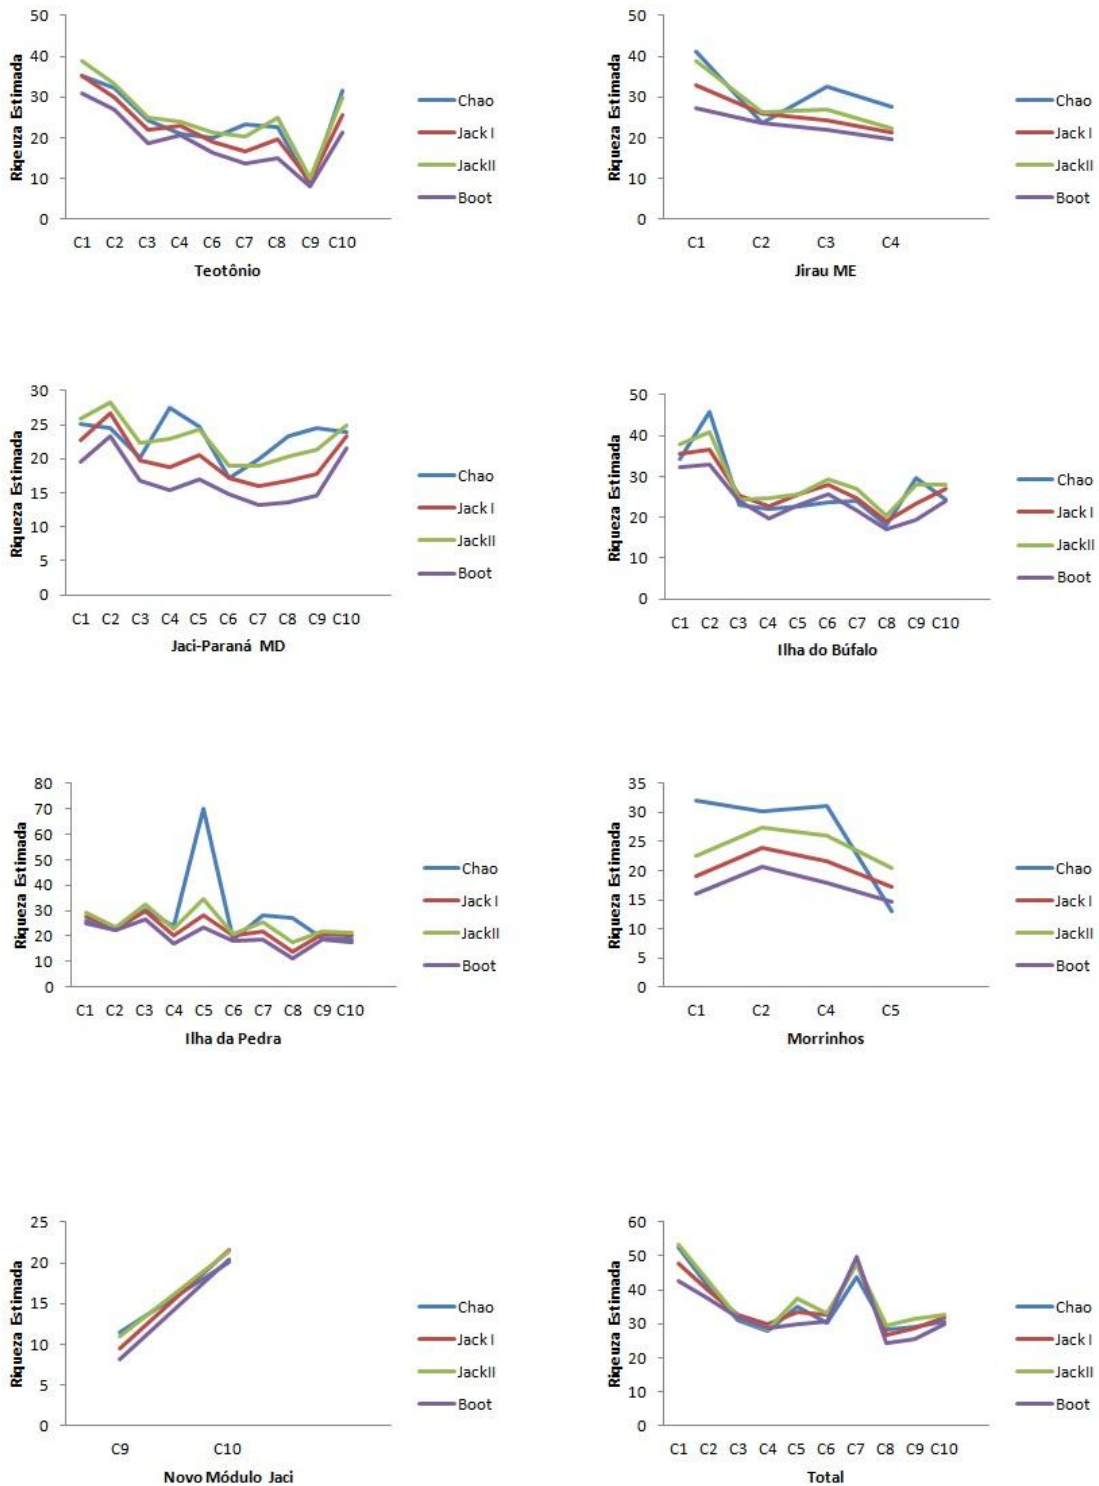 Riqeuza Estimada
50
40
30
20
10
0
C1 C2 C3 C4 C6 C7 C8 C9 C10
Teotônio
Chao
Jack I
JackII
Boot
Riqeuza Estimada
50
40
30
20
10
0
C1 C2 C3 C4
Jirau ME
Chao
Jack I
JackII
Boot
Riqueza Estimada
30
25
20
15
10
5
0
C1 C2 C3 C4 C5 C6 C7 C8 C9 C10
Jaci-Paraná MD
Chao
Jack I
JackII
Boot
Riqueza Estimada
50
40
30
20
10
0
C1 C2 C3 C4 C5 C6 C7 C8 C9 C10
Ilha do Búfalo
Chao
Jack I
JackII
Boot
Riqueza Estimada
80
70
60
50
40
30
20
10
0
C1 C2 C3 C4 C5 C6 C7 C8 C9 C10
Ilha da Pedra
Chao
Jack I
JackII
Boot
Riqueza Estimada
35
30
25
20
15
10
5
0
C1 C2 C4 C5
Morrinhos
Chao
Jack I
JackII
Boot
Riqeuza Estimada
25
20
15
10
5
0
C9 C10
Novo Módulo Jaci
Chao
Jack I
JackII
Boot
Riqeuza Estimada
60
50
40
30
20
10
0
C1 C2 C3 C4 C5 C6 C7 C8 C9 C10
Total
Chao
Jack I
JackII
Boot